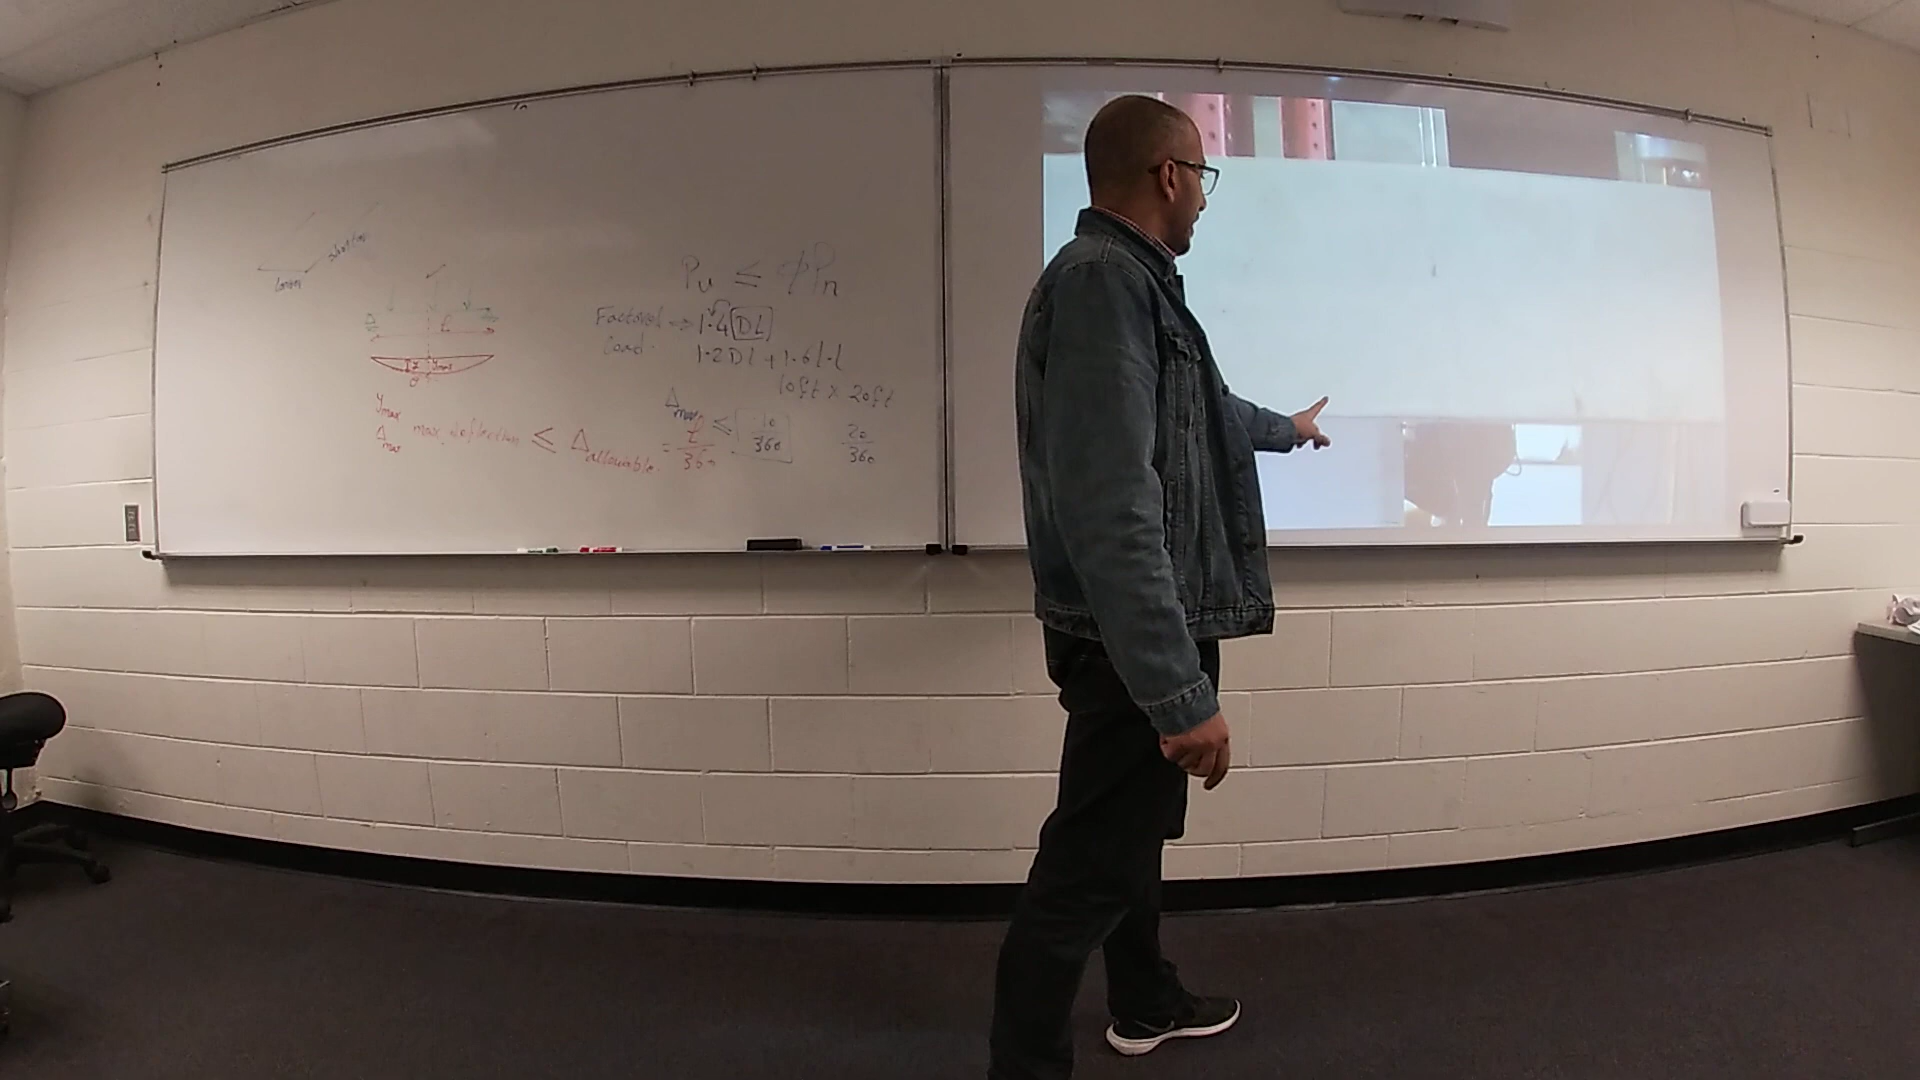 Pu ≤ ϕPn
Factored ⇒ 1.4 DL
Load.
1.2DL + 1.6LL
10ft x 20ft
Longer
ymax
Δmax max. deflection ≤ Δallowable. = L/360
Δmax ≤ 10/360
20/360